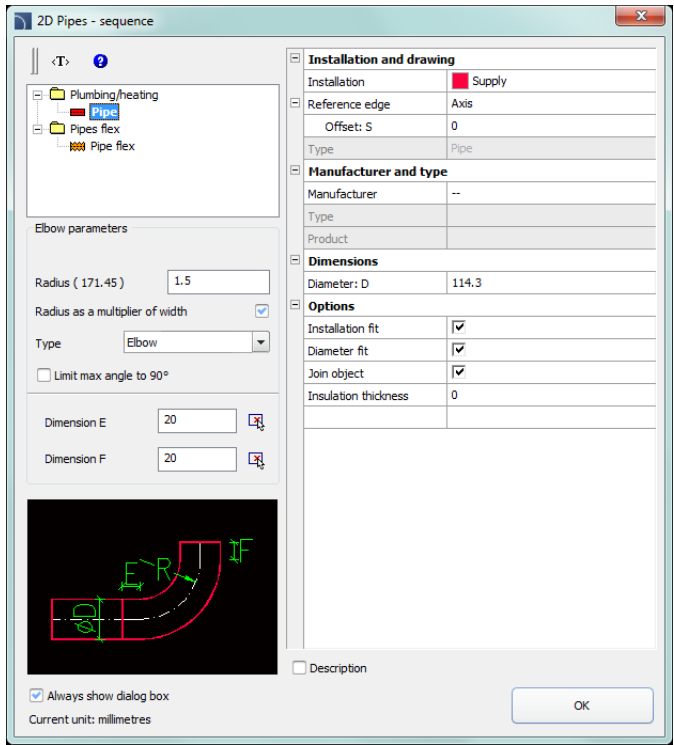 2D Pipes - sequence
‹T›
Plumbing/heating
Pipe
Pipes flex
Pipe flex
Elbow parameters
Radius ( 171.45 ) 1.5
Radius as a multiplier of width
Type Elbow
Limit max angle to 90°
Dimension E 20
Dimension F 20
E R F
ØD
Always show dialog box
Current unit: millimetres
Installation and drawing
Installation Supply
Reference edge Axis
Offset: S 0
Type Pipe
Manufacturer and type
Manufacturer --
Type
Product
Dimensions
Diameter: D 114.3
Options
Installation fit
Diameter fit
Join object
Insulation thickness 0
Description
OK